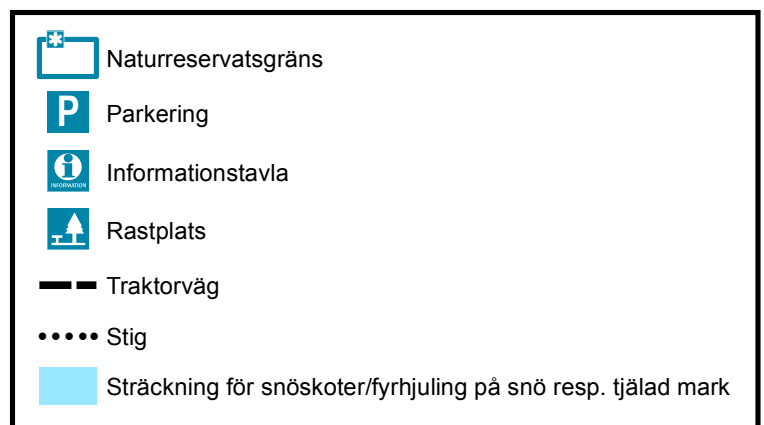 Naturreservatsgräns
P Parkering
i INFORMATION Informationstavla
Rastplats
Traktorväg
Stig
Sträckning för snöskoter/fyrhjuling på snö resp. tjälad mark